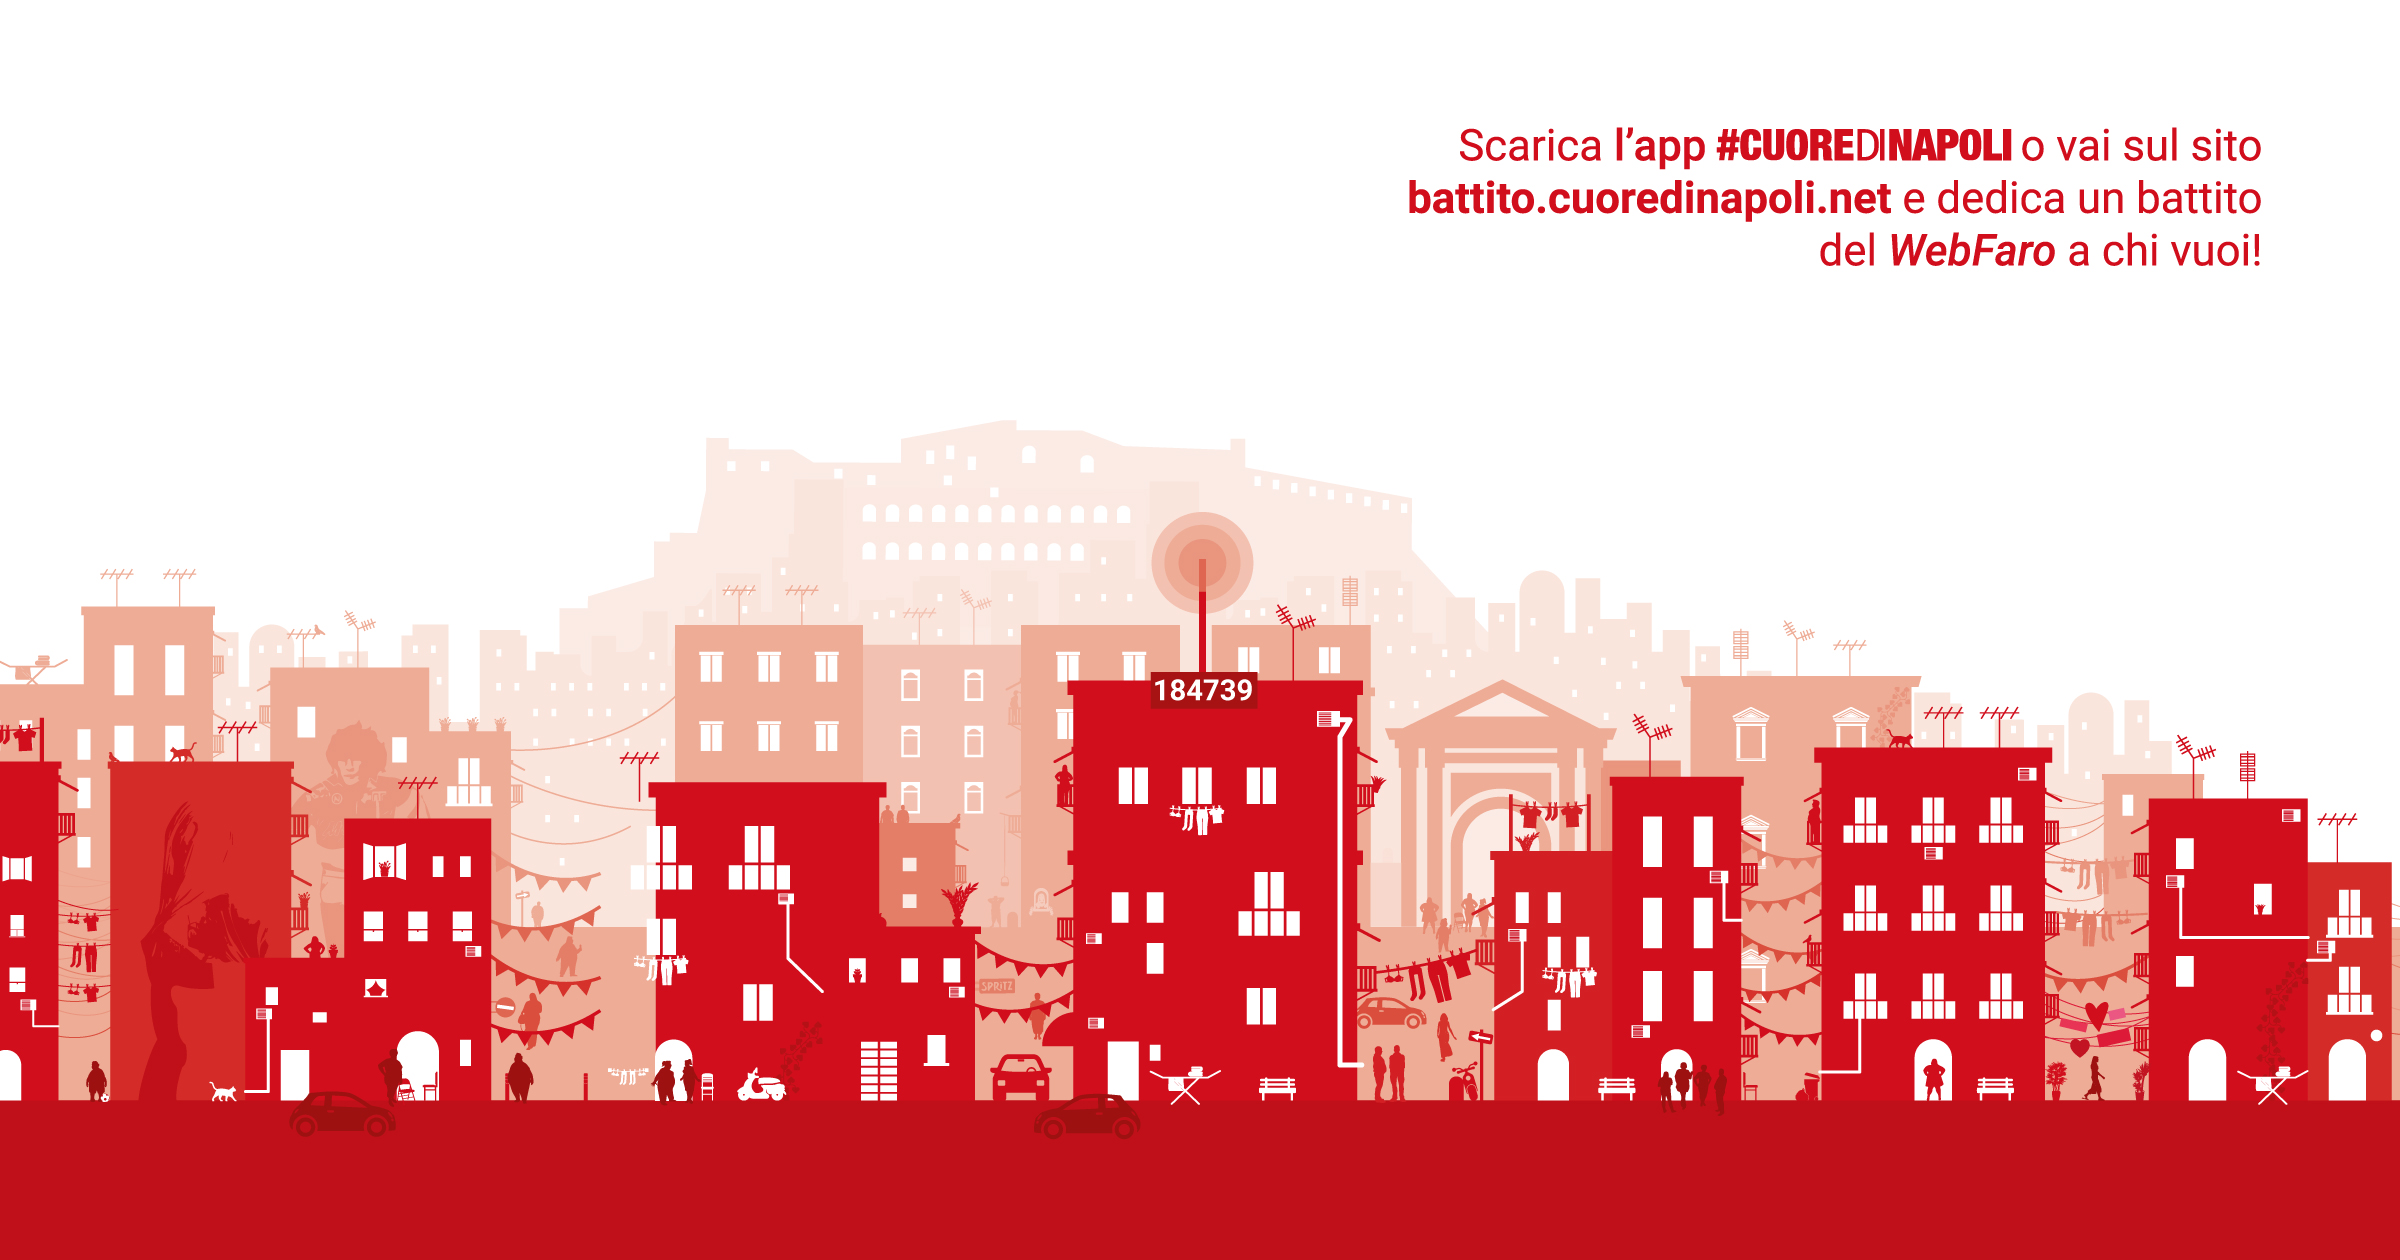 Scarica l’app #CUOREDINAPOLI o vai sul sito
battito.cuoredinapoli.net e dedica un battito
del WebFaro a chi vuoi!
184739
SPRITZ